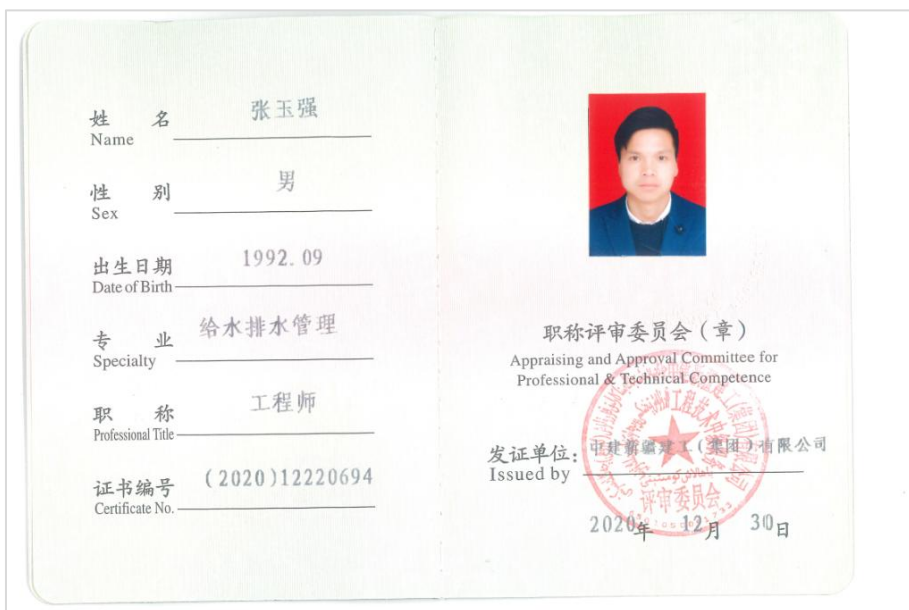 姓名 张玉强
Name
性别 男
Sex
出生日期 1992.09
Date of Birth
专业 给水排水管理
Specialty
职称 工程师
Professional Title
证书编号 (2020)12220694
Certificate No.
职称评审委员会（章）
Appraising and Approval Committee for
Professional & Technical Competence
发证单位：中建新疆建工（集团）有限公司
Issued by
评审委员会
2020年 12月 30日